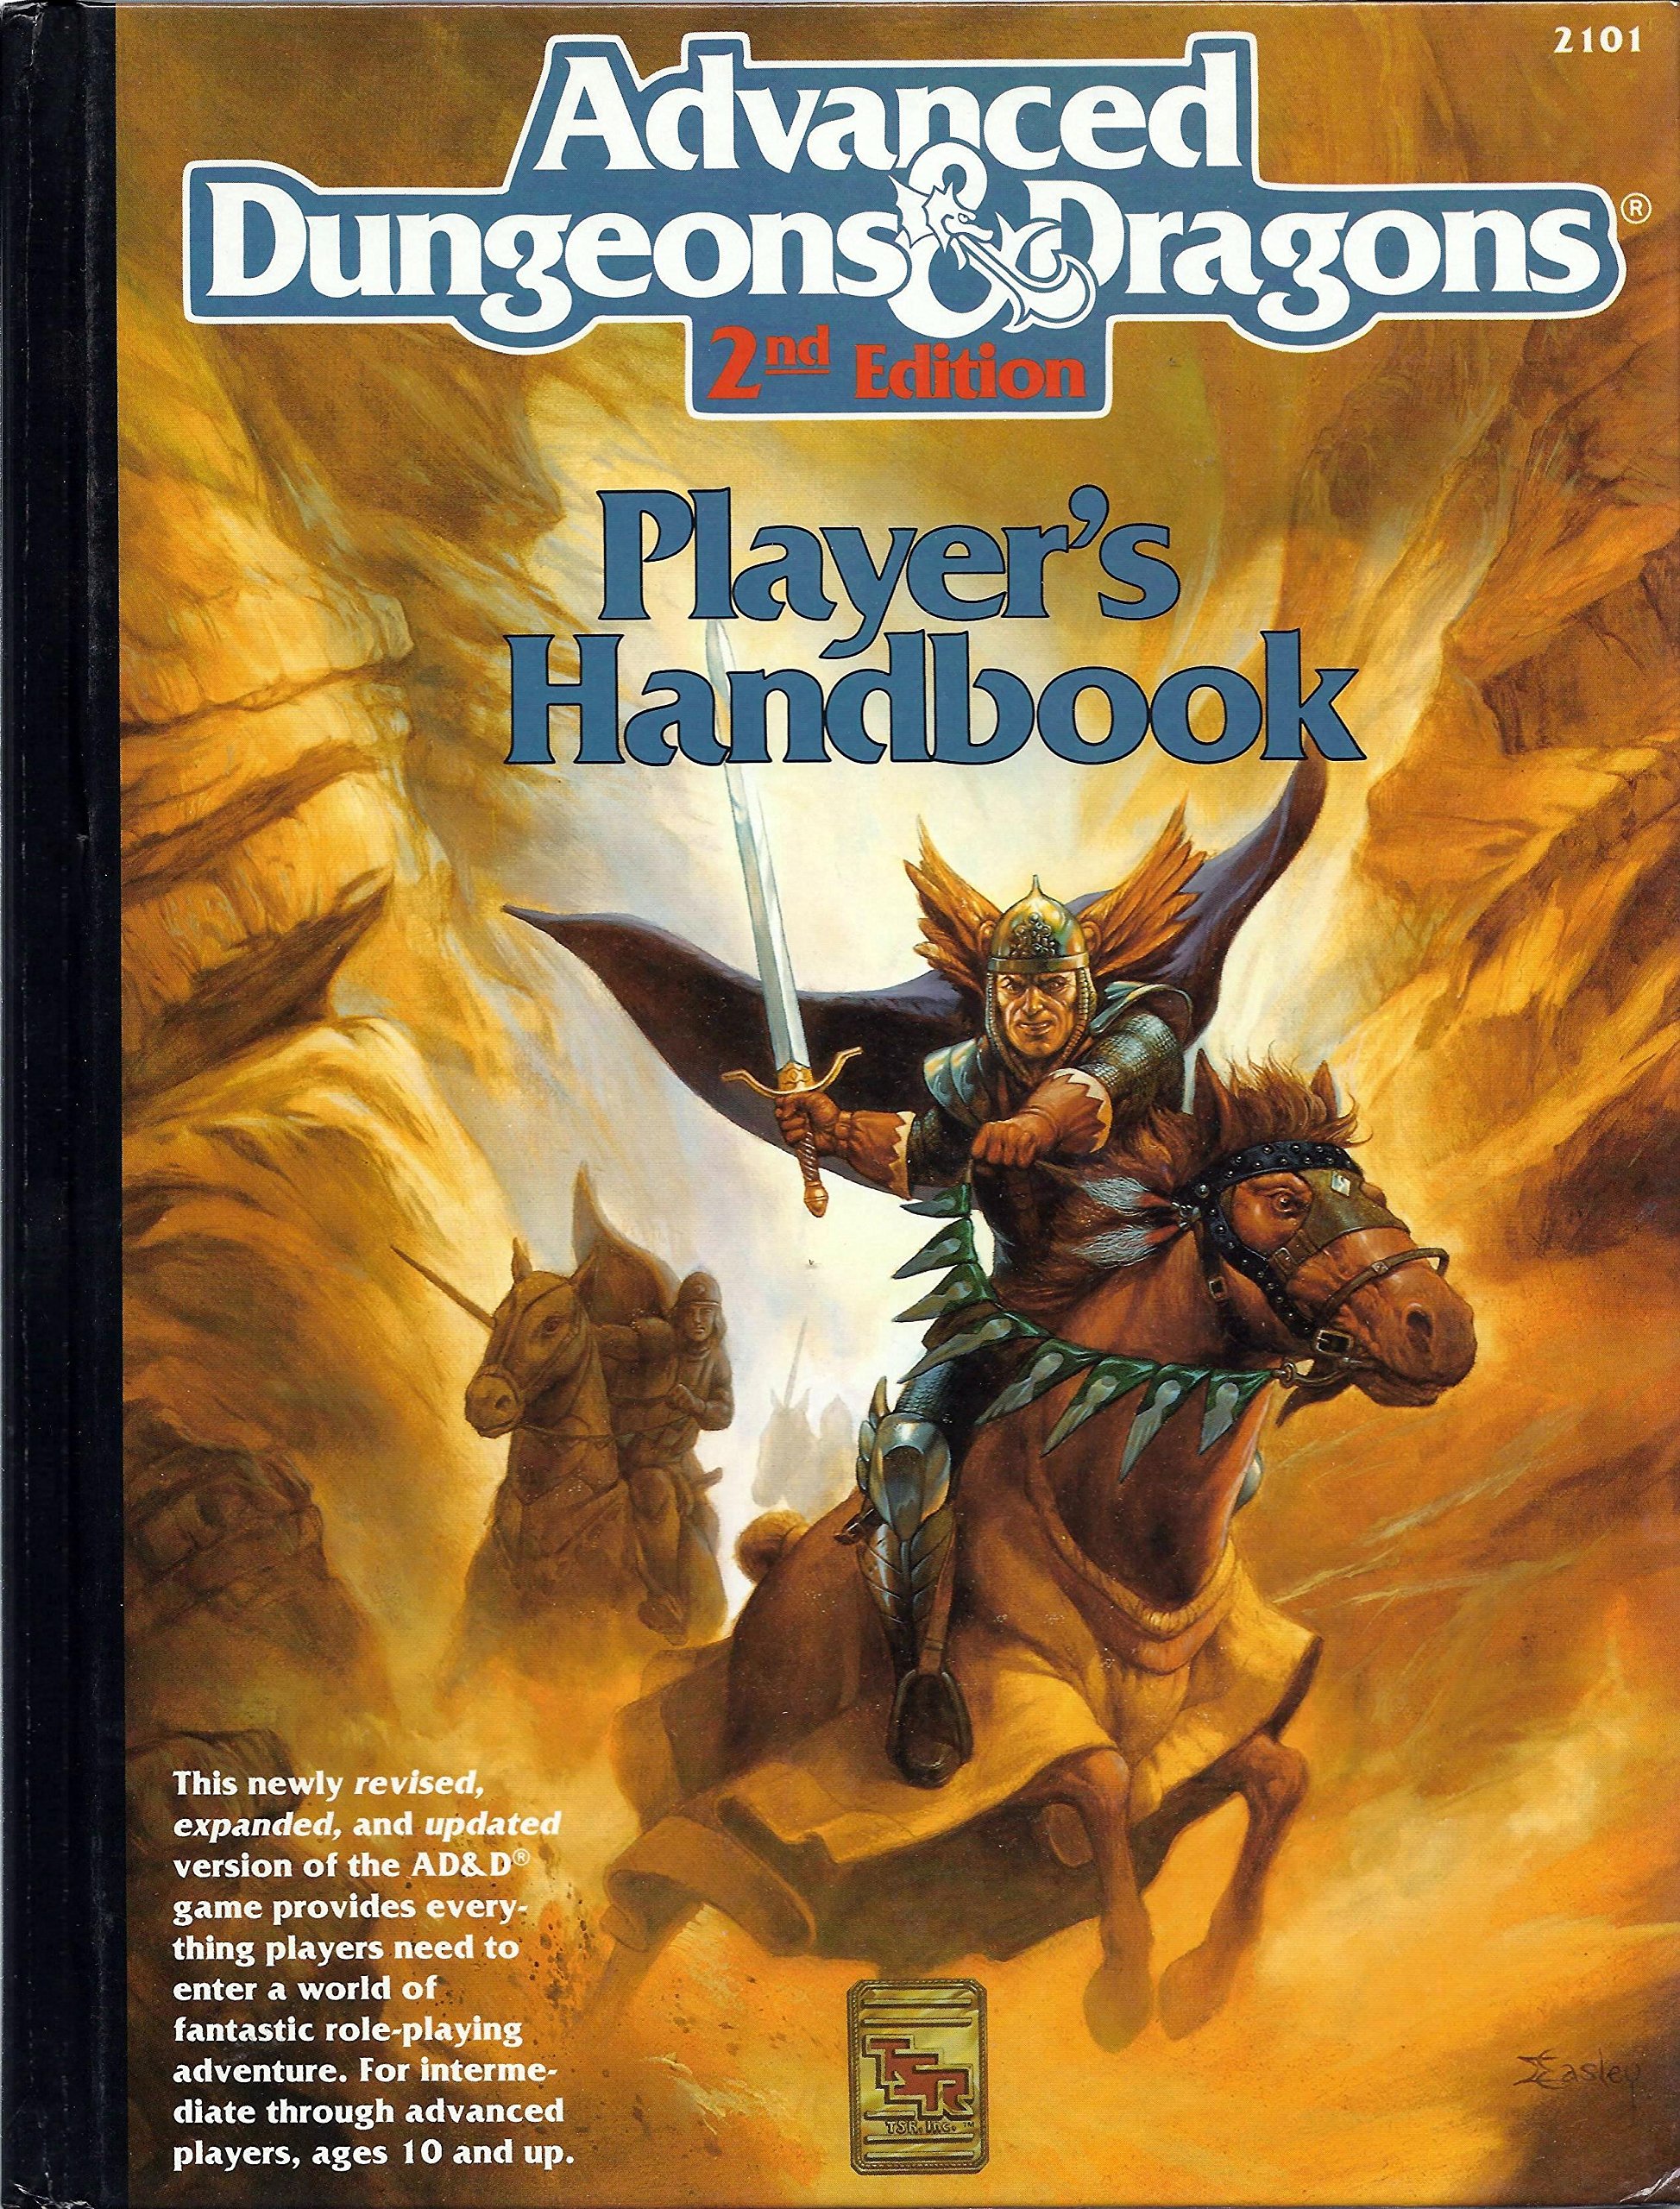 2101
Advanced
Dungeons & Dragons®
2nd Edition
Player's
Handbook
This newly revised,
expanded, and updated
version of the AD&D®
game provides every-
thing players need to
enter a world of
fantastic role-playing
adventure. For interme-
diate through advanced
players, ages 10 and up.
TSR
TSR, Inc.™
Easley